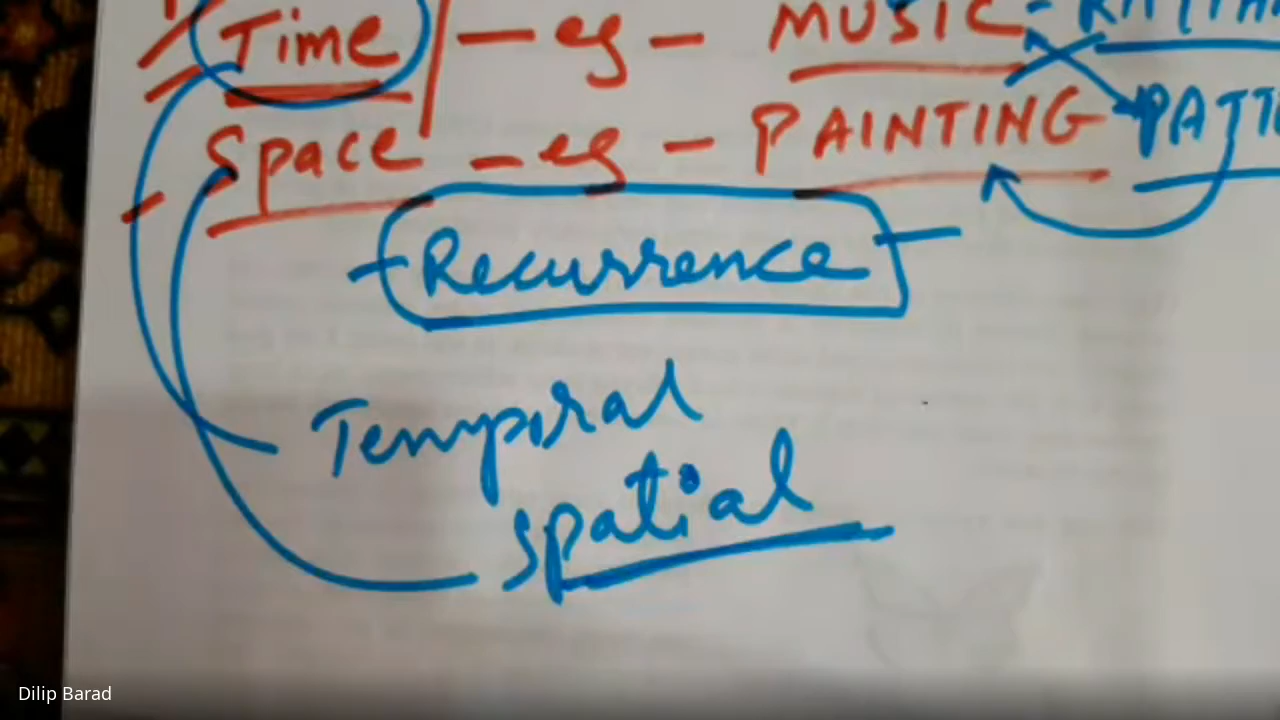 Time - eg - MUSIC -
Space - eg - PAINTING
Recurrence
Temporal
spatial
Dilip Barad